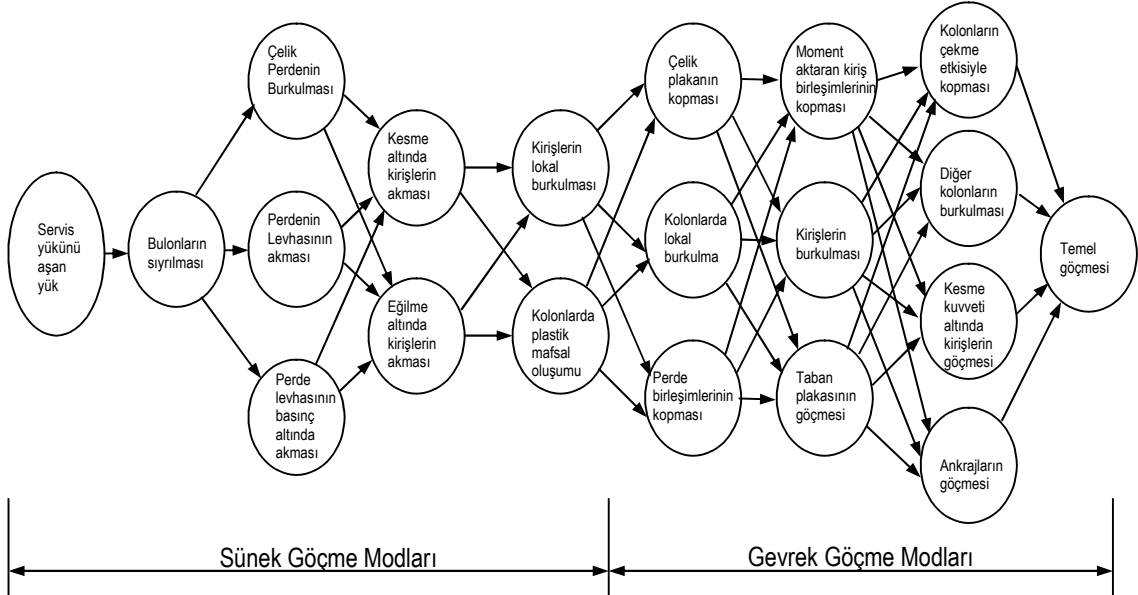 Servis
yükünü
aşan
yük
Bulonların
sıyrılması
Çelik
Perdenin
Burkulması
Perdenin
Levhasının
akması
Perde
levhasının
basınç
altında
akması
Kesme
altında
kirişlerin
akması
Eğilme
altında
kirişlerin
akması
Kirişlerin
lokal
burkulması
Kolonlarda
plastik
mafsal
oluşumu
Çelik
plakanın
kopması
Kolonlarda
lokal
burkulma
Perde
birleşimlerinin
kopması
Moment
aktaran kiriş
birleşimlerinin
kopması
Kirişlerin
burkulması
Taban
plakasının
göçmesi
Kolonların
çekme
etkisiyle
kopması
Diğer
kolonların
burkulması
Kesme
kuvveti
altında
kirişlerin
göçmesi
Ankrajların
göçmesi
Temel
göçmesi
Sünek Göçme Modları
Gevrek Göçme Modları